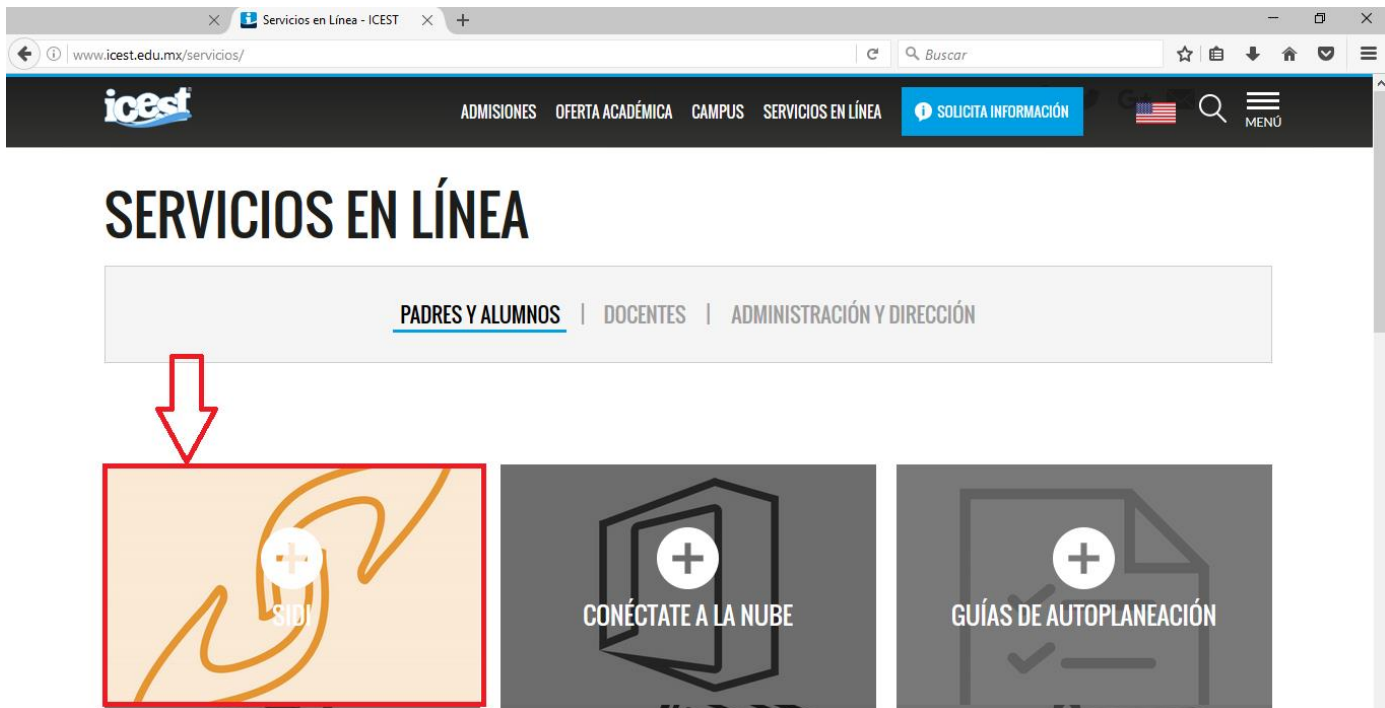 Servicios en Línea - ICEST
www.icest.edu.mx/servicios/
Buscar
icest
ADMISIONES OFERTA ACADÉMICA CAMPUS SERVICIOS EN LÍNEA SOLICITA INFORMACIÓN
MENÚ
SERVICIOS EN LÍNEA
PADRES Y ALUMNOS | DOCENTES | ADMINISTRACIÓN Y DIRECCIÓN
SIDI
CONÉCTATE A LA NUBE
GUÍAS DE AUTOPLANEACIÓN